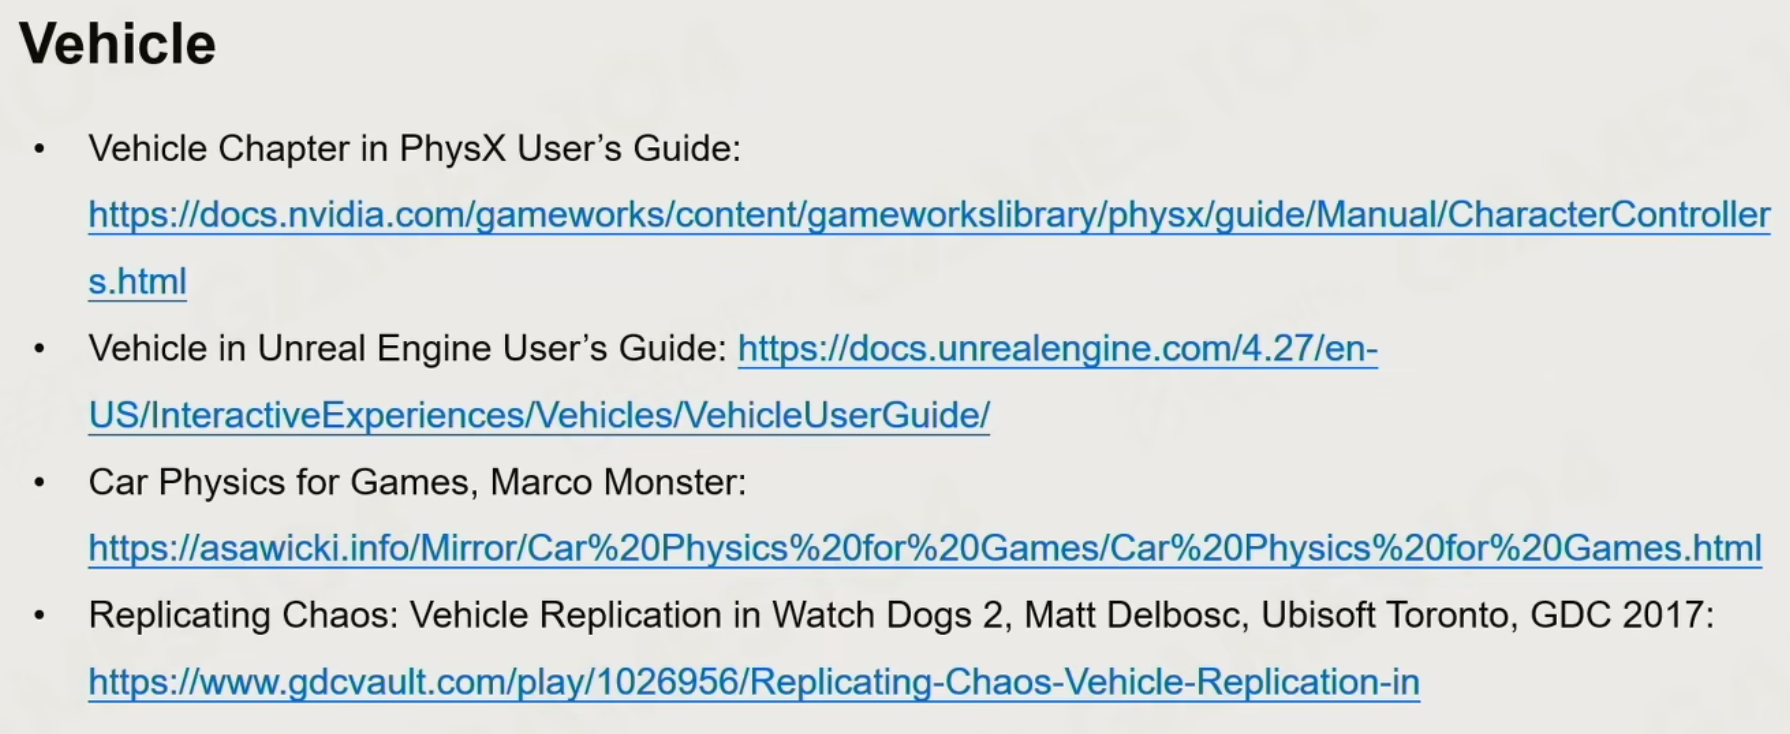 Vehicle
• Vehicle Chapter in PhysX User’s Guide:
https://docs.nvidia.com/gameworks/content/gameworkslibrary/physx/guide/Manual/CharacterController
s.html
• Vehicle in Unreal Engine User’s Guide: https://docs.unrealengine.com/4.27/en-
US/InteractiveExperiences/Vehicles/VehicleUserGuide/
• Car Physics for Games, Marco Monster:
https://asawicki.info/Mirror/Car%20Physics%20for%20Games/Car%20Physics%20for%20Games.html
• Replicating Chaos: Vehicle Replication in Watch Dogs 2, Matt Delbosc, Ubisoft Toronto, GDC 2017:
https://www.gdcvault.com/play/1026956/Replicating-Chaos-Vehicle-Replication-in